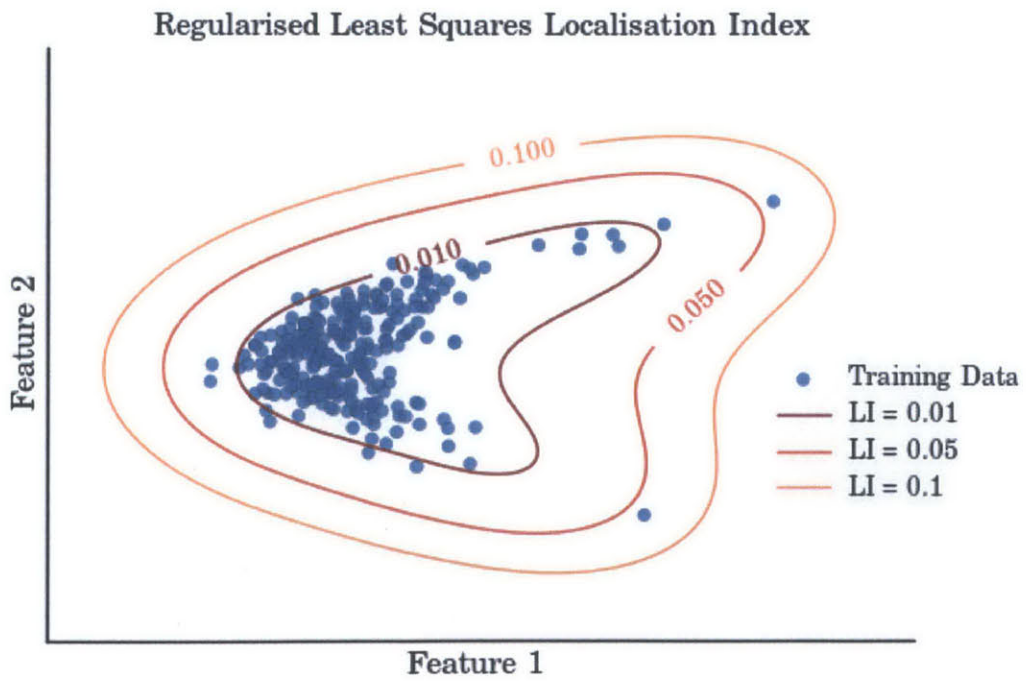 Regularised Least Squares Localisation Index
0.100
0.010
0.050
Feature 2
Training Data
LI = 0.01
LI = 0.05
LI = 0.1
Feature 1